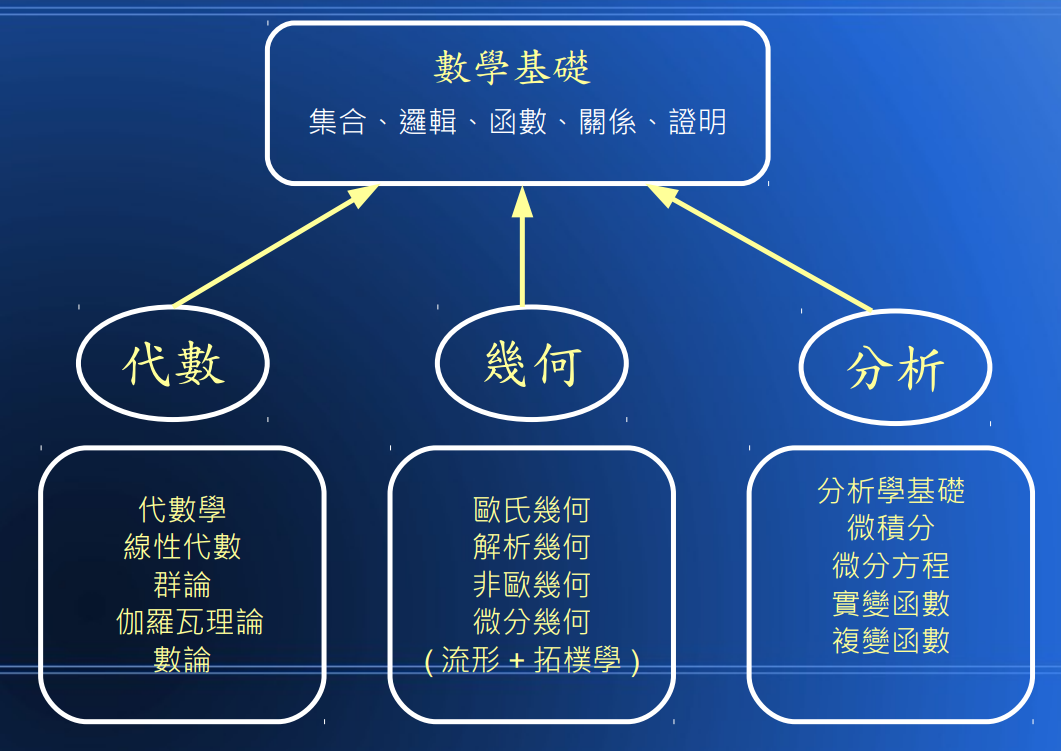 數學基礎
集合、邏輯、函數、關係、證明
代數
幾何
分析
代數學
線性代數
群論
伽羅瓦理論
數論
歐氏幾何
解析幾何
非歐幾何
微分幾何
( 流形 + 拓樸學 )
分析學基礎
微積分
微分方程
實變函數
複變函數